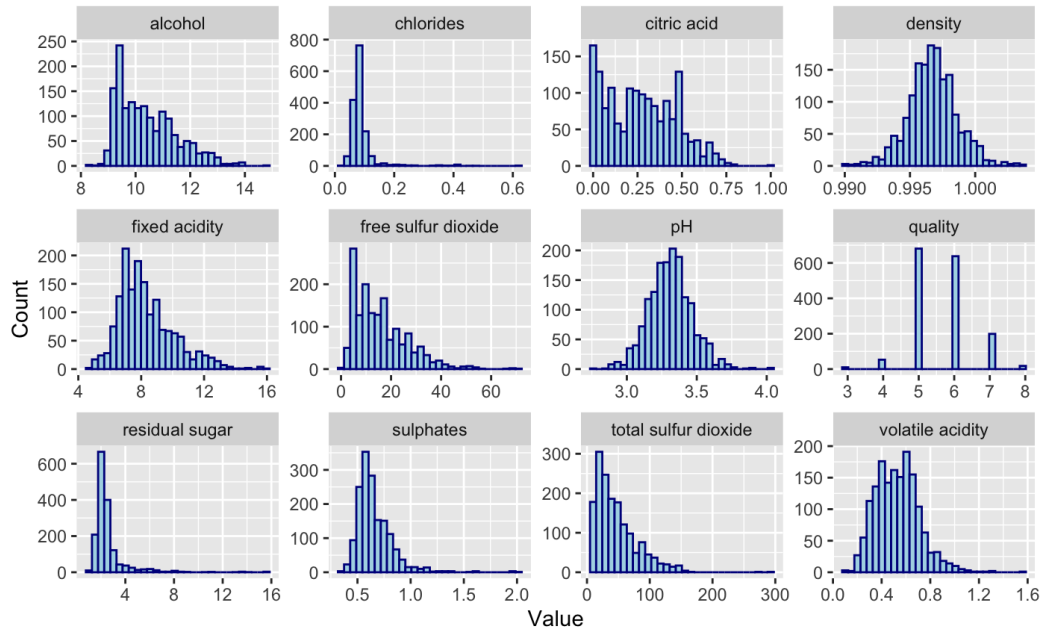 alcohol
chlorides
citric acid
density
250
200
150
100
50
0
8 10 12 14
800
600
400
200
0
0.0 0.2 0.4 0.6
150
100
50
0
0.00 0.25 0.50 0.75 1.00
150
100
50
0
0.990 0.995 1.000
fixed acidity
free sulfur dioxide
pH
quality
200
150
100
50
0
4 8 12 16
200
100
0
0 20 40 60
200
150
100
50
0
3.0 3.5 4.0
600
400
200
0
3 4 5 6 7 8
residual sugar
sulphates
total sulfur dioxide
volatile acidity
600
400
200
0
4 8 12 16
300
200
100
0
0.5 1.0 1.5 2.0
300
200
100
0
0 100 200 300
200
150
100
50
0
0.0 0.4 0.8 1.2 1.6
Count
Value